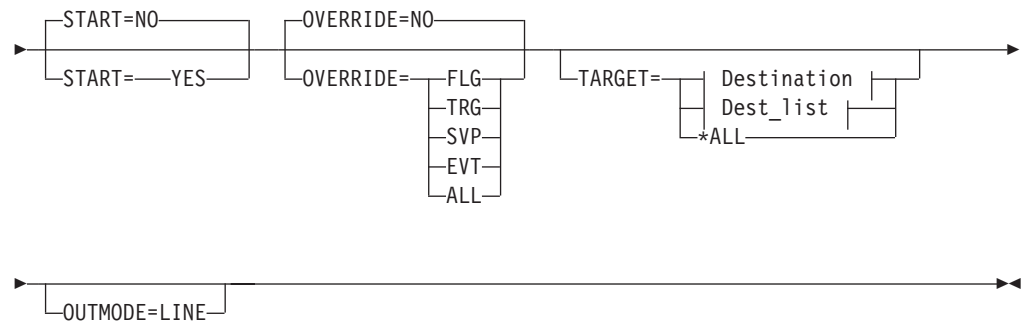 START=NO OVERRIDE=NO
START= YES OVERRIDE= FLG TARGET= Destination
TRG Dest_list
SVP *ALL
EVT
ALL
OUTMODE=LINE